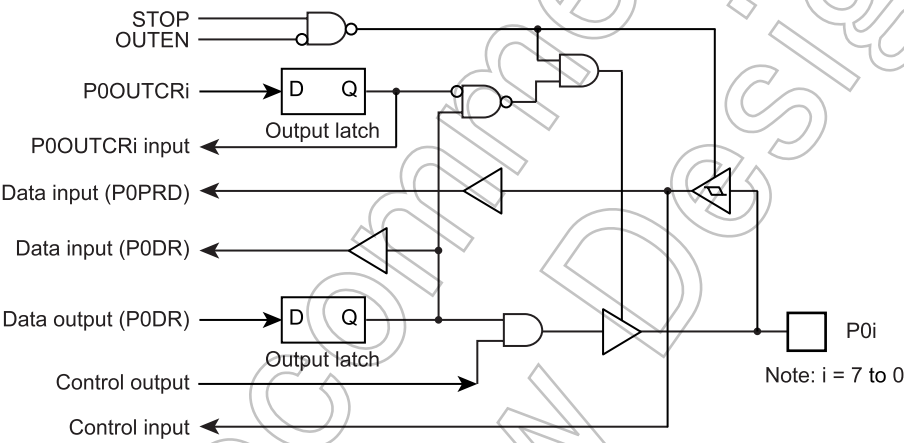 STOP
OUTEN
P0OUTCRi
D Q
Output latch
P0OUTCRi input
Data input (P0PRD)
Data input (P0DR)
Data output (P0DR)
D Q
Output latch
Control output
Control input
P0i
Note: i = 7 to 0